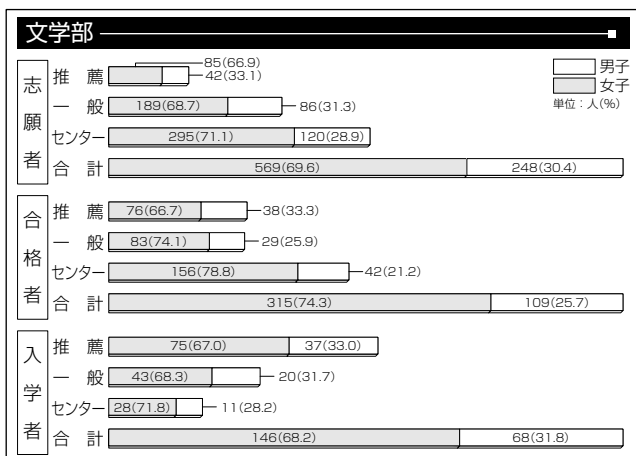 文学部
85(66.9)
志願者 推薦 42(33.1) 男子
女子
一般 189(68.7) 86(31.3) 単位：人(%)
センター 295(71.1) 120(28.9)
合計 569(69.6) 248(30.4)
合格者 推薦 76(66.7) 38(33.3)
一般 83(74.1) 29(25.9)
センター 156(78.8) 42(21.2)
合計 315(74.3) 109(25.7)
入学者 推薦 75(67.0) 37(33.0)
一般 43(68.3) 20(31.7)
センター 28(71.8) 11(28.2)
合計 146(68.2) 68(31.8)